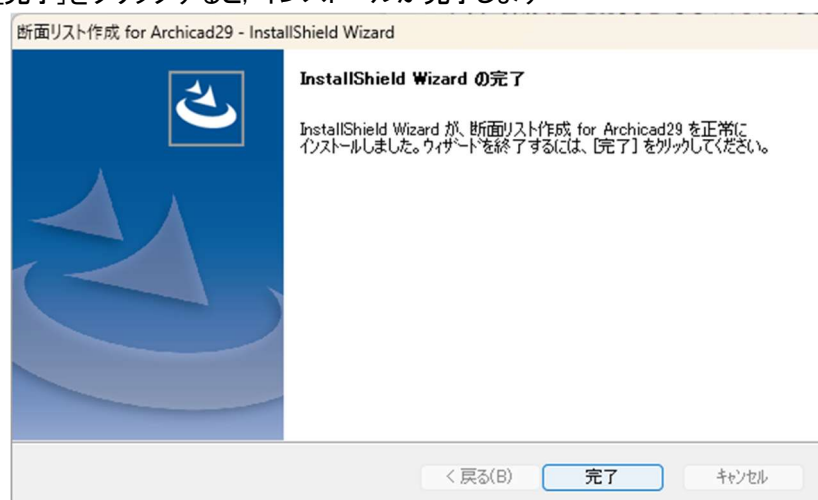 完了」をクリックすると、インストールが完了します
断面リスト作成 for Archicad29 - InstallShield Wizard
InstallShield Wizard の完了
InstallShield Wizard が、断面リスト作成 for Archicad29 を正常に
インストールしました。ウィザードを終了するには、[完了] をクリックしてください。
< 戻る(B)
完了
キャンセル